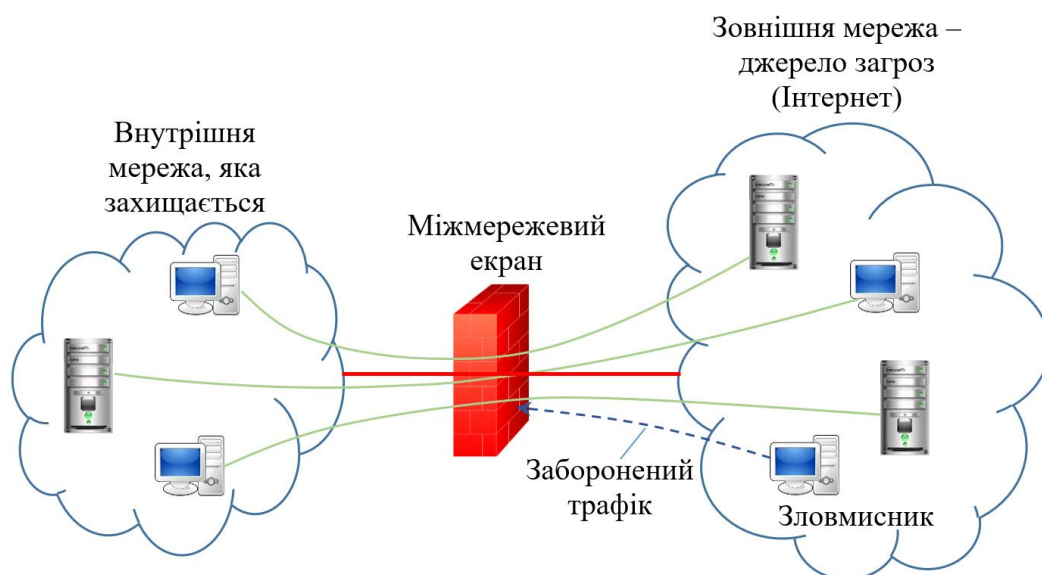 Зовнішня мережа –
джерело загроз
(Інтернет)
Внутрішня
мережа, яка
захищається
Міжмережевий
екран
Заборонений
трафік
Зловмисник